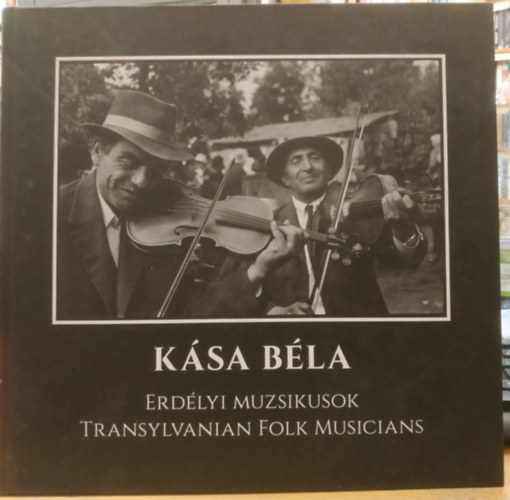 KÁSA BÉLA
ERDÉLYI MUZSIKUSOK
TRANSYLVANIAN FOLK MUSICIANS